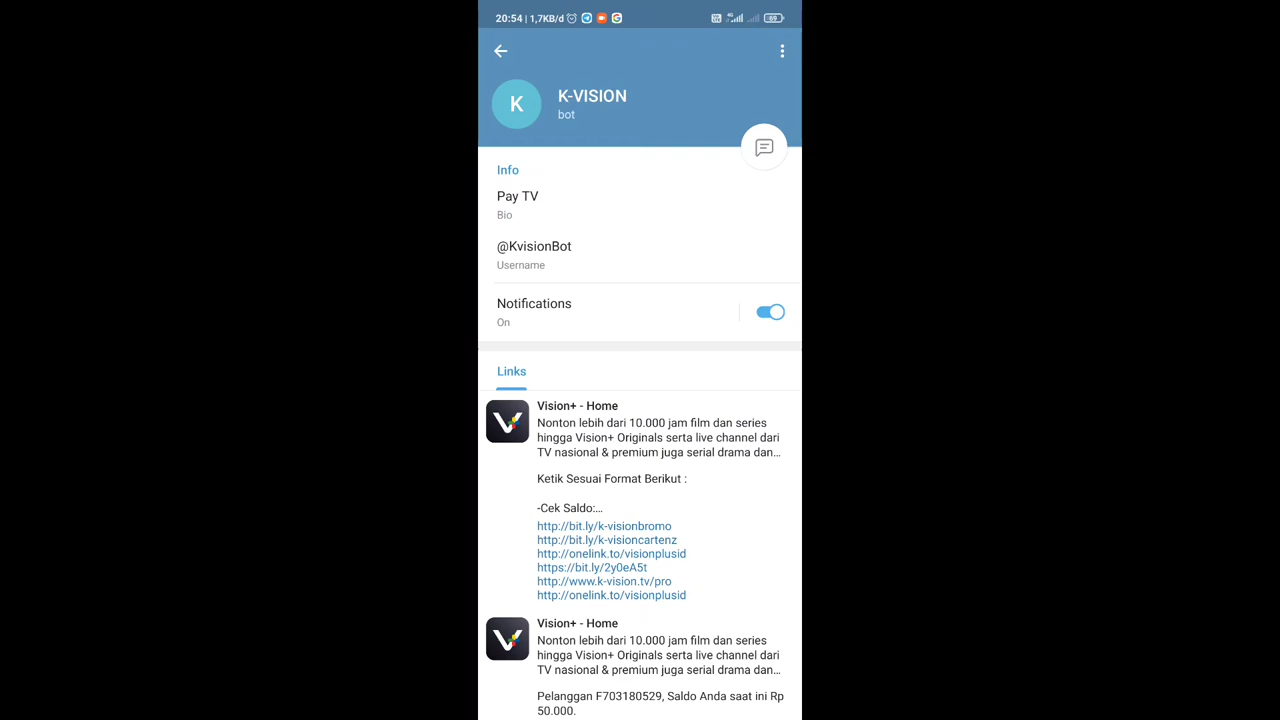 20:54 | 1,7KB/d
69
K
K-VISION
bot
Info
Pay TV
Bio
@KvisionBot
Username
Notifications
On
Links
Vision+ - Home
Nonton lebih dari 10.000 jam film dan series
hingga Vision+ Originals serta live channel dari
TV nasional & premium juga serial drama dan…
Ketik Sesuai Format Berikut :
-Cek Saldo:…
http://bit.ly/k-visionbromo
http://bit.ly/k-visioncartenz
http://onelink.to/visionplusid
https://bit.ly/2y0eA5t
http://www.k-vision.tv/pro
http://onelink.to/visionplusid
Vision+ - Home
Nonton lebih dari 10.000 jam film dan series
hingga Vision+ Originals serta live channel dari
TV nasional & premium juga serial drama dan…
Pelanggan F703180529, Saldo Anda saat ini Rp
50.000.